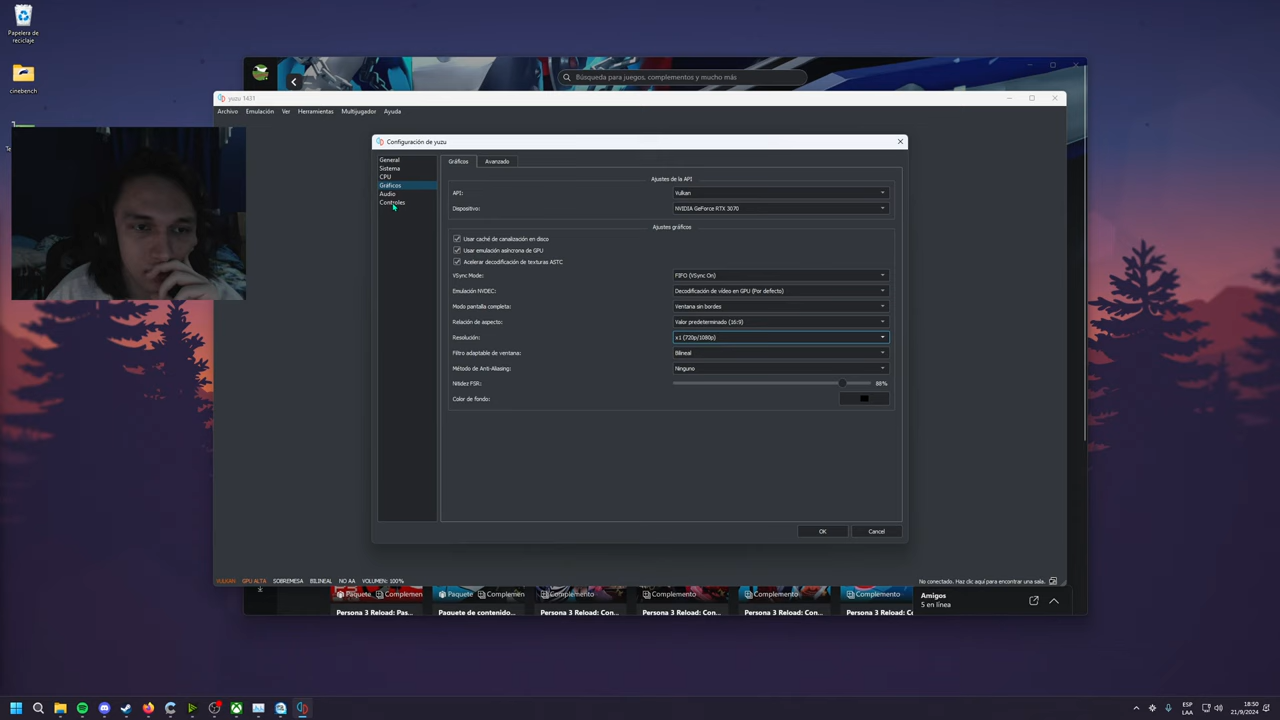 Papelera de
reciclaje
cinebench
Búsqueda para juegos, complementos y mucho más
yuzu 1431
Archivo Emulación Ver Herramientas Multijugador Ayuda
Configuración de yuzu
General
Sistema
CPU
Gráficos
Audio
Controles
Gráficos Avanzado
Ajustes de la API
API: Vulkan
Dispositivo: NVIDIA GeForce RTX 3070
Ajustes gráficos
Usar caché de canalización en disco
Usar emulación asíncrona de GPU
Acelerar decodificación de texturas ASTC
VSync Mode: FIFO (VSync On)
Emulación NVDEC: Decodificación de vídeo en GPU (Por defecto)
Modo pantalla completa: Ventana sin bordes
Relación de aspecto: Valor predeterminado (16:9)
Resolución: x1 (720p/1080p)
Filtro adaptable de ventana: Bilineal
Método de Anti-Aliasing: Ninguno
Nitidez FSR: 88%
Color de fondo:
OK Cancel
VULKAN GPU ALTA SOBREMESA BILINEAL NO AA VOLUMEN: 100% No conectado. Haz clic aquí para encontrar una sala.
Paquete Complemen Paquete Complemen Complemento Complemento Complemento Complemento
Persona 3 Reload: Pas... Paquete de contenido... Persona 3 Reload: Con... Persona 3 Reload: Con... Persona 3 Reload: Con... Persona 3 Reload: Con...
Amigos
5 en línea
ESP
LAA
18:50
21/9/2024